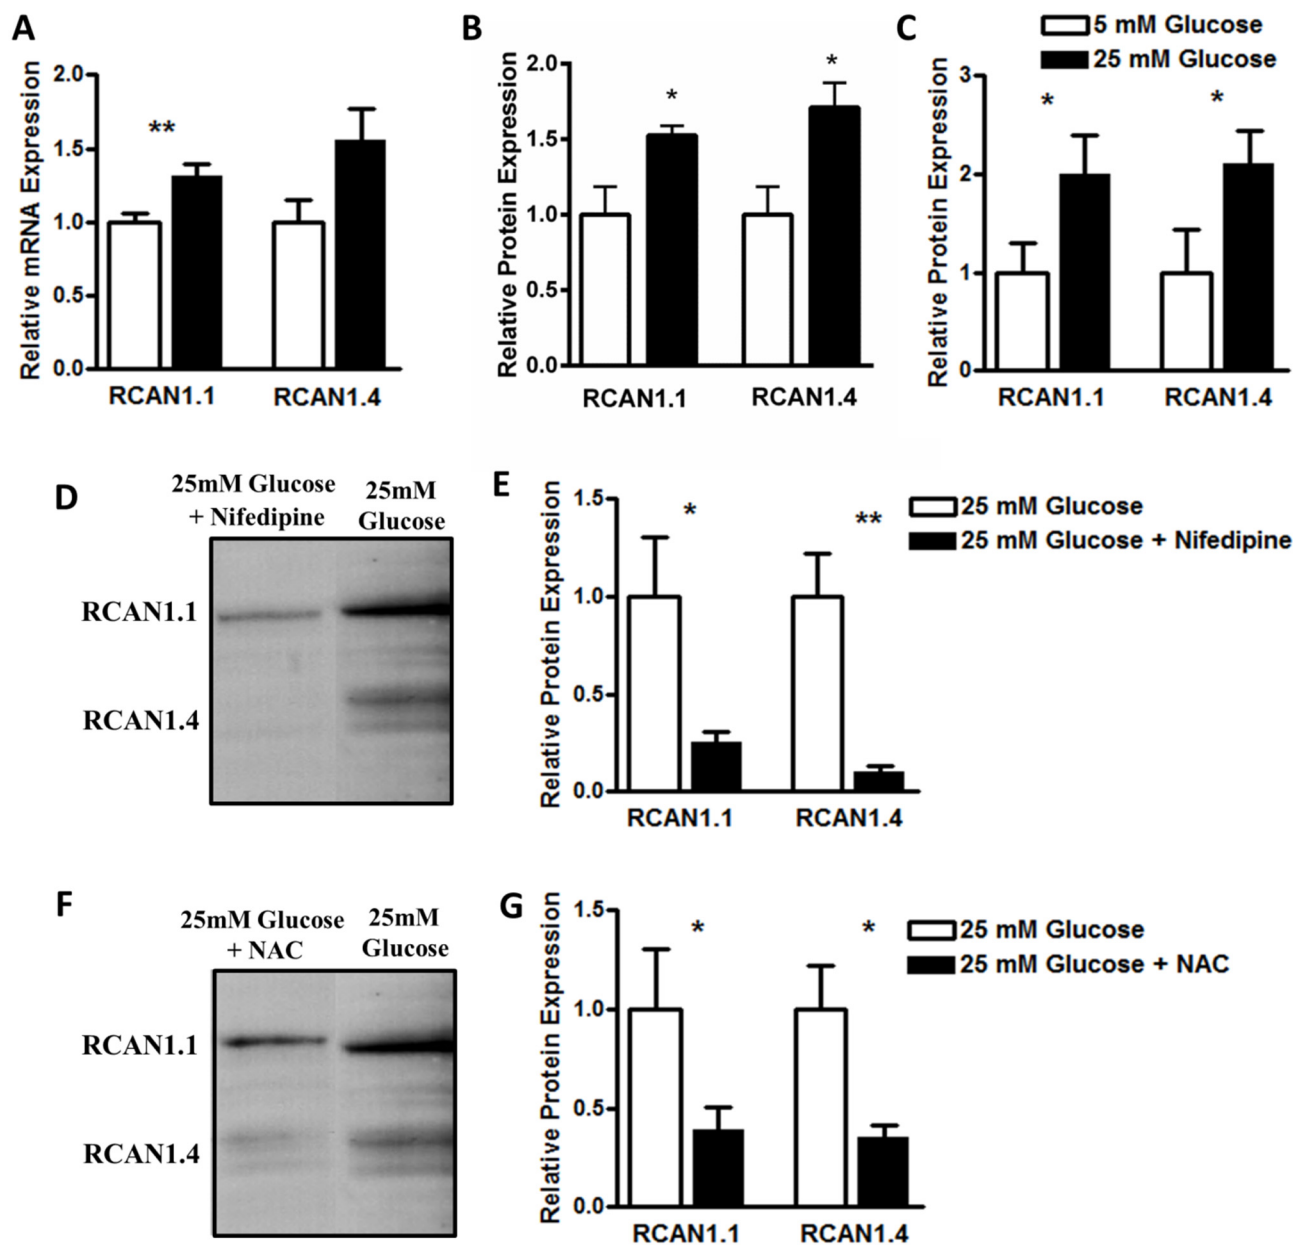 A
Relative mRNA Expression
2.0
1.5
1.0
0.5
0.0
**
RCAN1.1
RCAN1.4
B
Relative Protein Expression
2.0
1.5
1.0
0.5
0.0
*
*
RCAN1.1
RCAN1.4
C
5 mM Glucose
25 mM Glucose
Relative Protein Expression
3
2
1
0
*
*
RCAN1.1
RCAN1.4
D
25mM Glucose
+ Nifedipine
25mM
Glucose
RCAN1.1
RCAN1.4
E
25 mM Glucose
25 mM Glucose + Nifedipine
Relative Protein Expression
1.5
1.0
0.5
0.0
*
**
RCAN1.1
RCAN1.4
F
25mM Glucose
+ NAC
25mM
Glucose
RCAN1.1
RCAN1.4
G
25 mM Glucose
25 mM Glucose + NAC
Relative Protein Expression
1.5
1.0
0.5
0.0
*
*
RCAN1.1
RCAN1.4